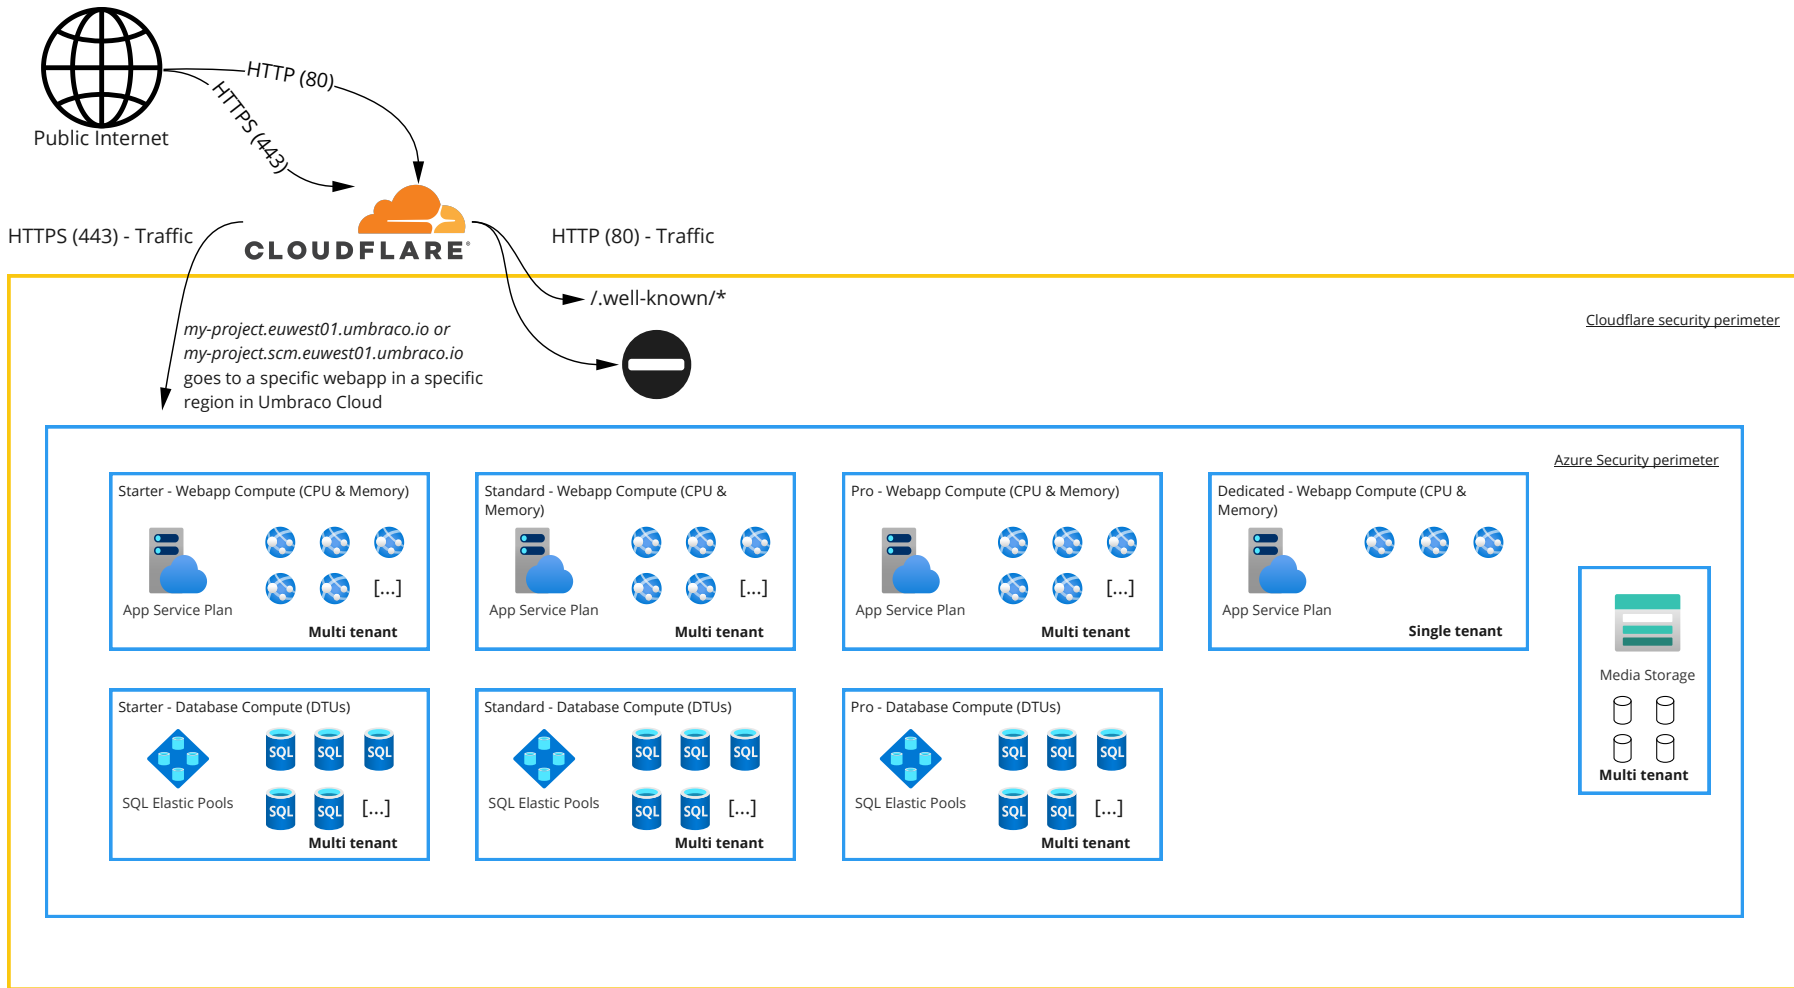 HTTP (80)
HTTPS (443)
Public Internet
CLOUDFLARE®
HTTPS (443) - Traffic
HTTP (80) - Traffic
/.well-known/*
Cloudflare security perimeter
my-project.euwest01.umbraco.io or
my-project.scm.euwest01.umbraco.io
goes to a specific webapp in a specific
region in Umbraco Cloud
Azure Security perimeter
Starter - Webapp Compute (CPU & Memory)
App Service Plan
[...]
Multi tenant
Standard - Webapp Compute (CPU &
Memory)
App Service Plan
[...]
Multi tenant
Pro - Webapp Compute (CPU & Memory)
App Service Plan
[...]
Multi tenant
Dedicated - Webapp Compute (CPU &
Memory)
App Service Plan
Single tenant
Media Storage
Multi tenant
Starter - Database Compute (DTUs)
SQL SQL SQL
SQL Elastic Pools
SQL SQL [...]
Multi tenant
Standard - Database Compute (DTUs)
SQL SQL SQL
SQL Elastic Pools
SQL SQL [...]
Multi tenant
Pro - Database Compute (DTUs)
SQL SQL SQL
SQL Elastic Pools
SQL SQL [...]
Multi tenant